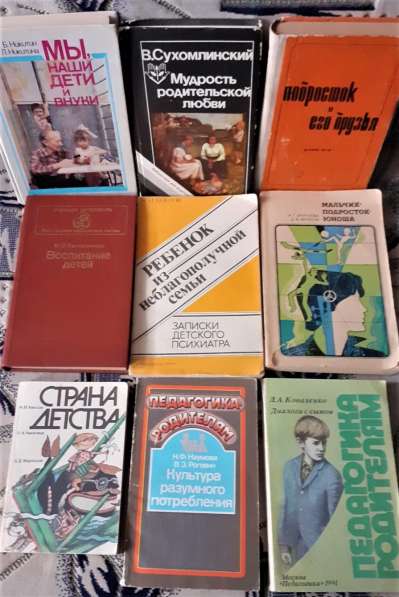 Б. Никитин
Л. Никитина
МЫ,
НАШИ
ДЕТИ
И
ВНУКИ
В. Сухомлинский
Мудрость
родительской
любви
Подросток
и
его друзья
Воспитание
детей
РЕБЕНОК
ИЗ
неблагополучной
семьи
ЗАПИСКИ
ДЕТСКОГО
ПСИХИАТРА
МАЛЬЧИК-
ПОДРОСТОК-
ЮНОША
СТРАНА
ДЕТСТВА
ПЕДАГОГИКА
РОДИТЕЛЯМ
Н.Ф. Наумова
В.З. Рогович
Культура
разумного
потребления
Л.А. Коваленко
Диалоги с сыном
ПЕДАГОГИКА
РОДИТЕЛЯМ
Москва
«Педагогика»